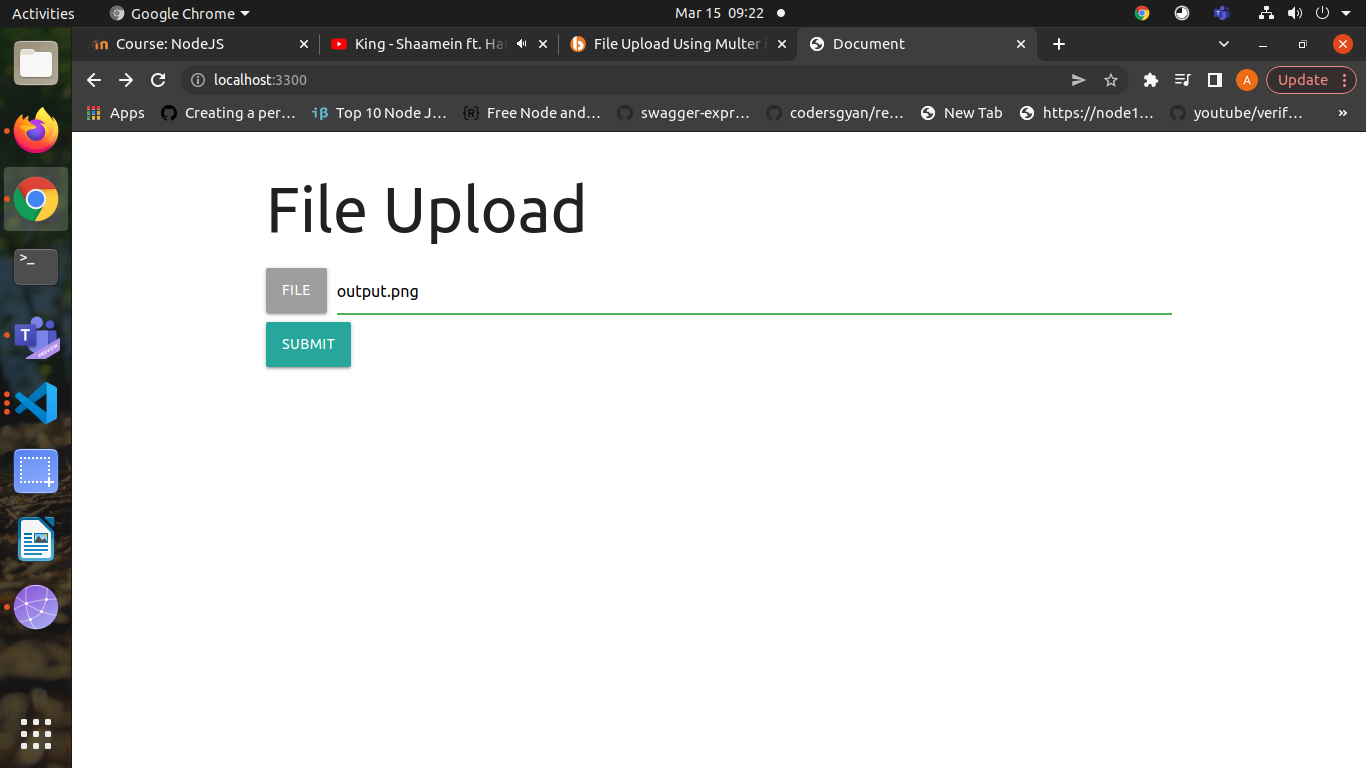 Activities Google Chrome Mar 15 09:22
Course: NodeJS King - Shaamein ft. Har File Upload Using Multer Document
localhost:3300 A Update
Apps Creating a per… Top 10 Node J… {R} Free Node and… swagger-expr… codersgyan/re… New Tab https://node1… youtube/verif… »
File Upload
FILE output.png
SUBMIT